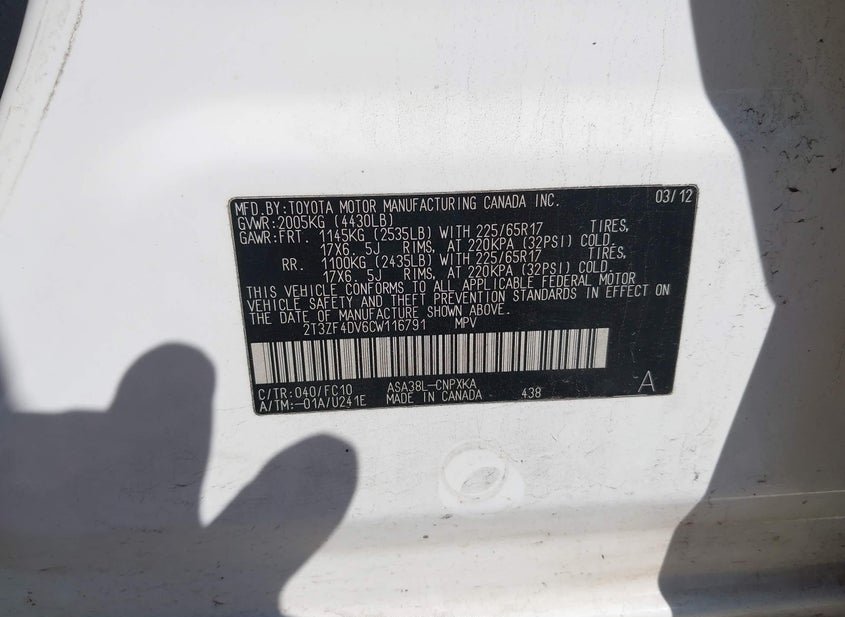 MFD. BY: TOYOTA MOTOR MANUFACTURING CANADA INC. 03/12
GVWR: 2005KG (4430LB)
GAWR: FRT. 1145KG (2535LB) WITH 225/65R17 TIRES,
17X6. 5J RIMS, AT 220KPA (32PSI) COLD.
RR. 1100KG (2435LB) WITH 225/65R17 TIRES,
17X6. 5J RIMS, AT 220KPA (32PSI) COLD.
THIS VEHICLE CONFORMS TO ALL APPLICABLE FEDERAL MOTOR
VEHICLE SAFETY AND THEFT PREVENTION STANDARDS IN EFFECT ON
THE DATE OF MANUFACTURE SHOWN ABOVE.
2T3ZF4DV6CW116791 MPV
C/TR: 040/FC10 ASA38L-CNPXKA
A/TM: -01A/U241E MADE IN CANADA 438 A